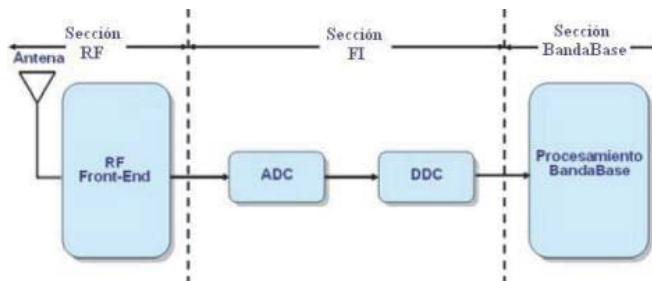 Sección
RF
Sección
FI
Sección
BandaBase
Antena
RF
Front-End
ADC
DDC
Procesamiento
BandaBase